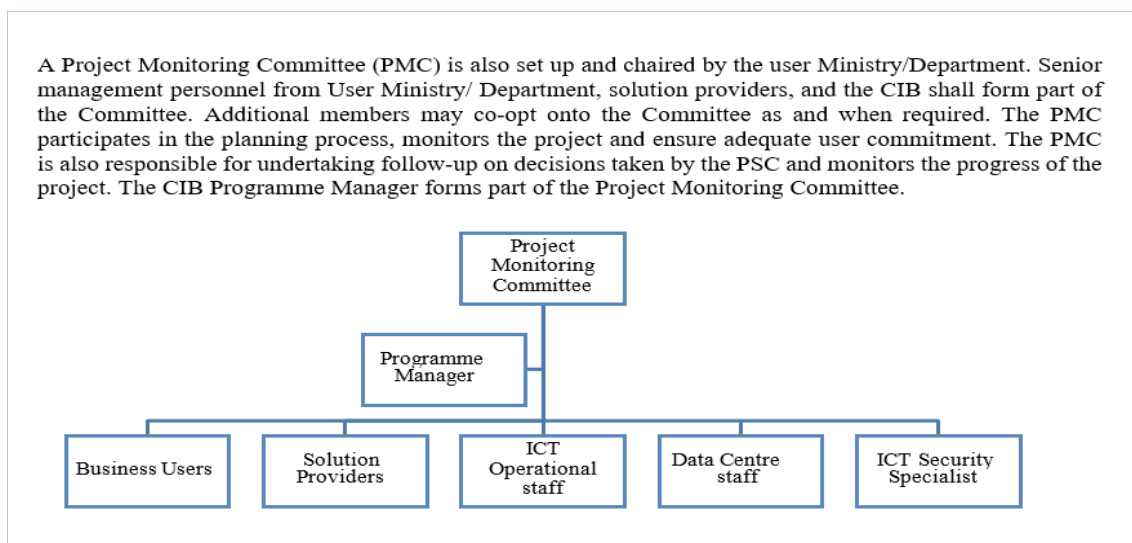 A Project Monitoring Committee (PMC) is also set up and chaired by the user Ministry/Department. Senior
management personnel from User Ministry/ Department, solution providers, and the CIB shall form part of
the Committee. Additional members may co-opt onto the Committee as and when required. The PMC
participates in the planning process, monitors the project and ensure adequate user commitment. The PMC
is also responsible for undertaking follow-up on decisions taken by the PSC and monitors the progress of the
project. The CIB Programme Manager forms part of the Project Monitoring Committee.
Project
Monitoring
Committee
Programme
Manager
Business Users
Solution
Providers
ICT
Operational
staff
Data Centre
staff
ICT Security
Specialist